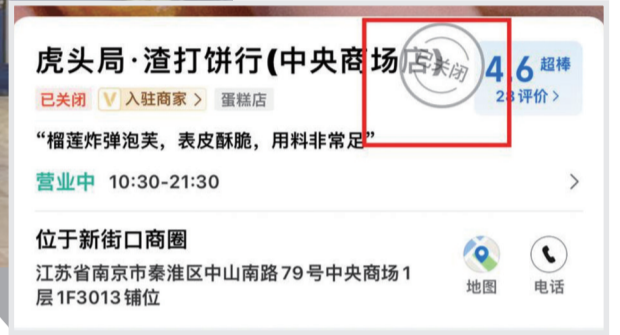 虎头局·渣打饼行(中央商场店)
已关闭
4.6 超棒
已关闭 V 入驻商家 > 蛋糕店
28评价 >
“榴莲炸弹泡芙，表皮酥脆，用料非常足”
营业中 10:30-21:30 >
位于新街口商圈
江苏省南京市秦淮区中山南路79号中央商场1
层1F3013铺位
地图 电话